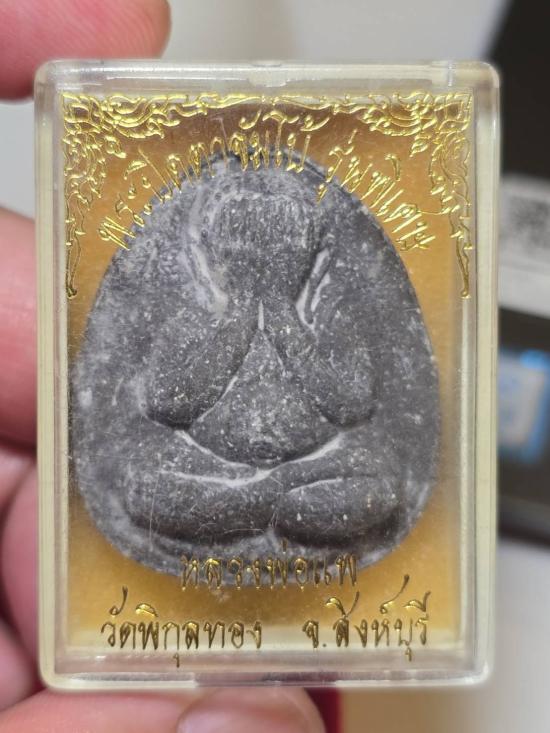 พระปิดตาจัมโบ้ รุ่นพิเศษ
หลวงพ่อแพ
วัดพิกุลทอง จ.สิงห์บุรี